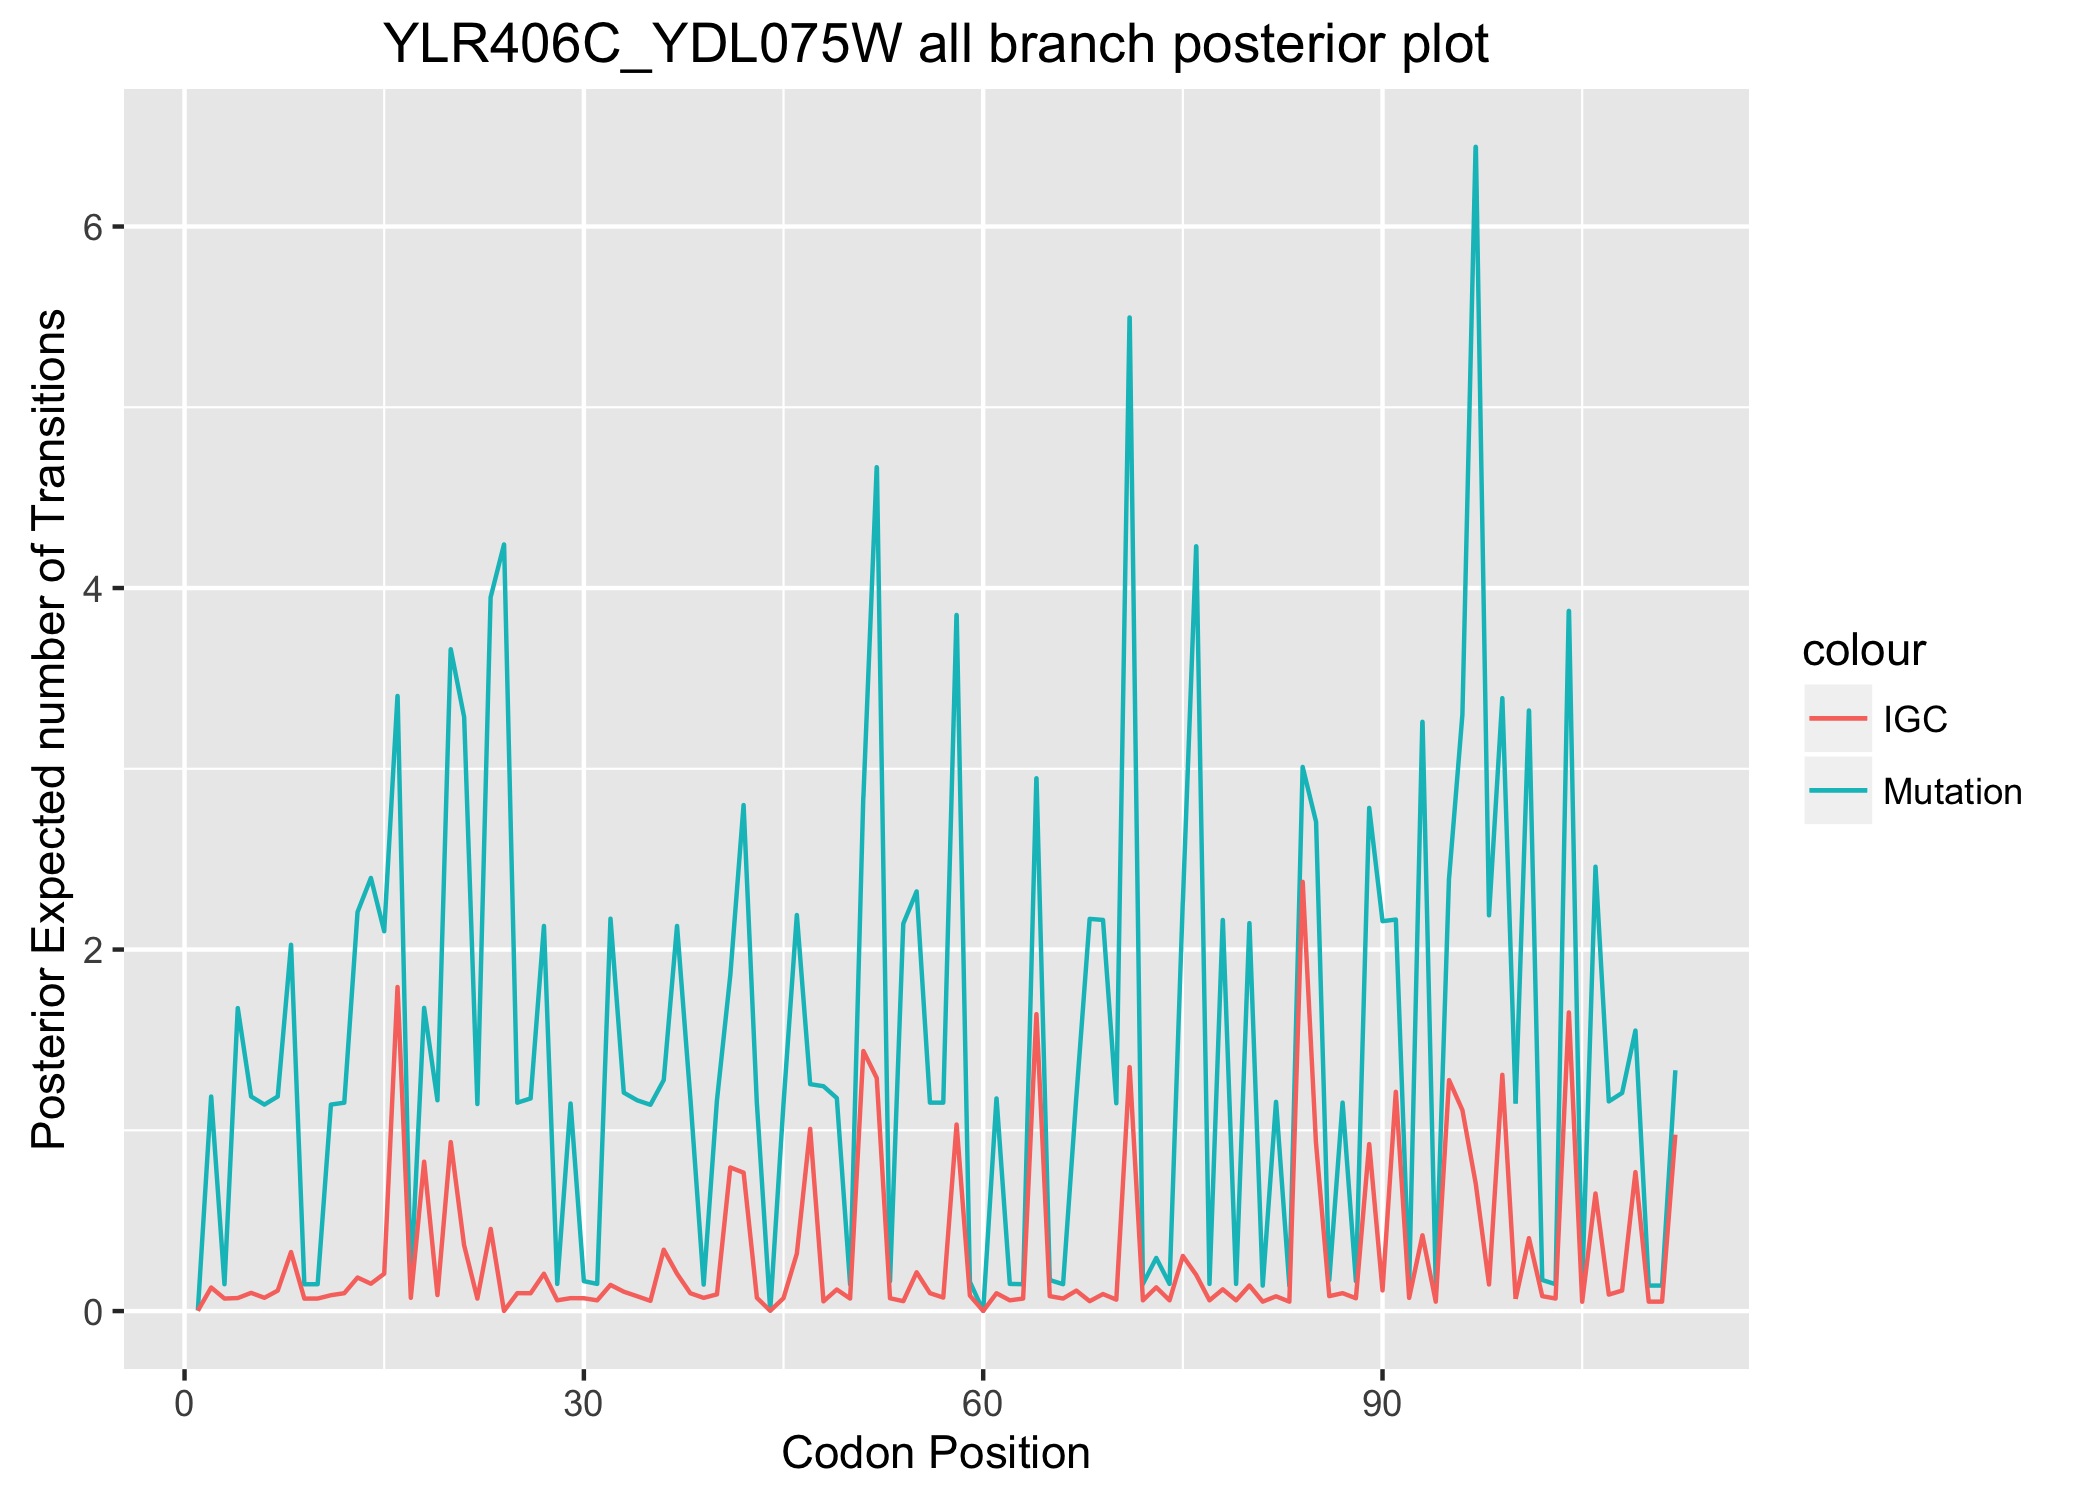 YLR406C_YDL075W all branch posterior plot
Posterior Expected number of Transitions
6
4
2
0
0 30 60 90
Codon Position
colour
IGC
Mutation